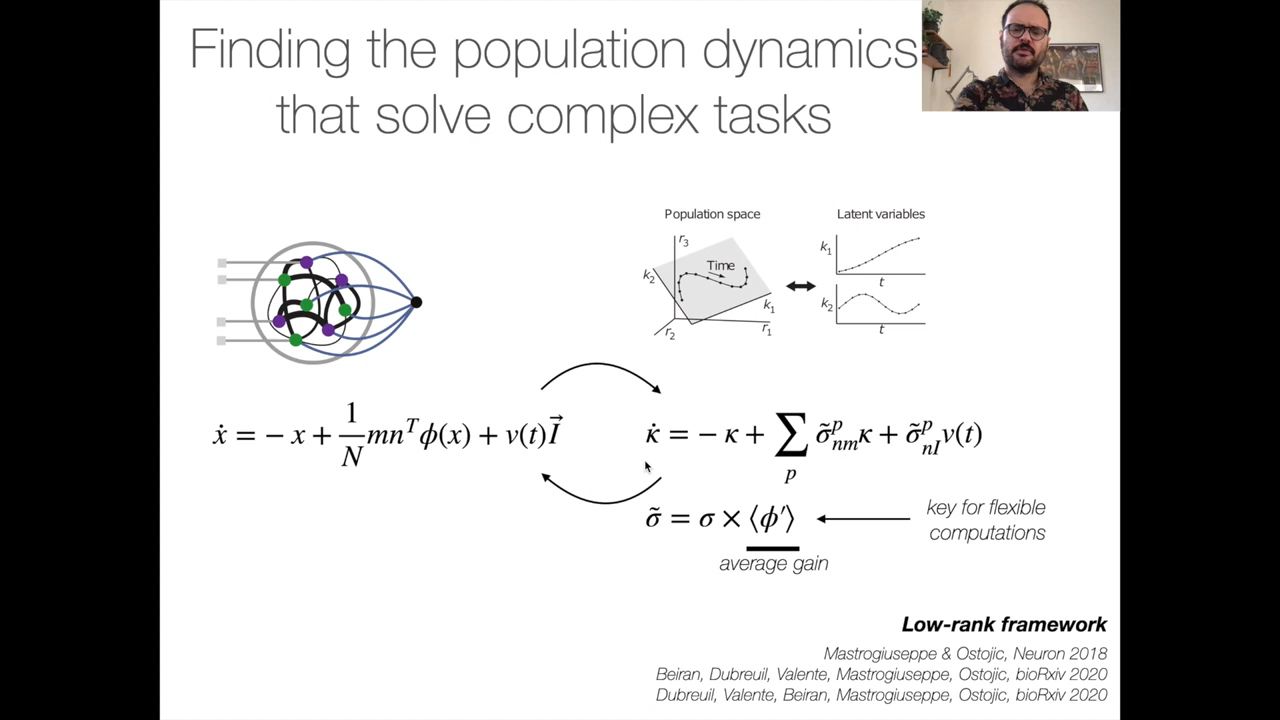 Finding the population dynamics
that solve complex tasks
Population space
Latent variables
r₃
k₂
Time
k₁
r₂
r₁
k₁
t
k₂
t
ẋ = − x + 1/N mnᵀϕ(x) + v(t)I⃗
κ̇ = − κ + ∑ₚ σ̃ᵖₙₘκ + σ̃ᵖₙIv(t)
σ̃ = σ × ⟨ϕ′⟩
average gain
key for flexible
computations
Low-rank framework
Mastrogiuseppe & Ostojic, Neuron 2018
Beiran, Dubreuil, Valente, Mastrogiuseppe, Ostojic, bioRxiv 2020
Dubreuil, Valente, Beiran, Mastrogiuseppe, Ostojic, bioRxiv 2020